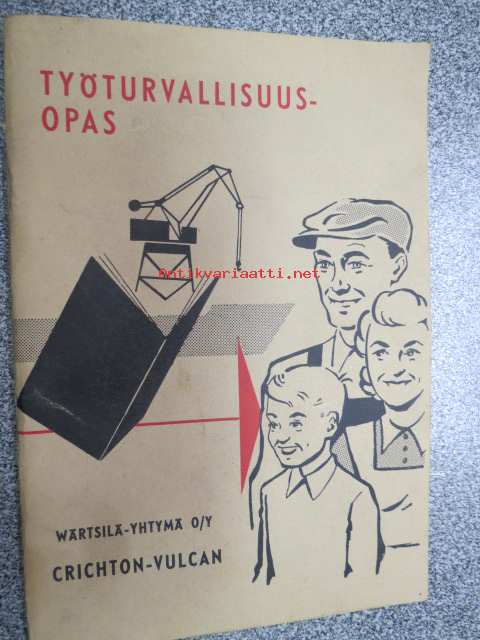 TYÖTURVALLISUUS-
OPAS
Antikvariaatti.net
WÄRTSILÄ-YHTYMÄ O/Y
CRICHTON-VULCAN